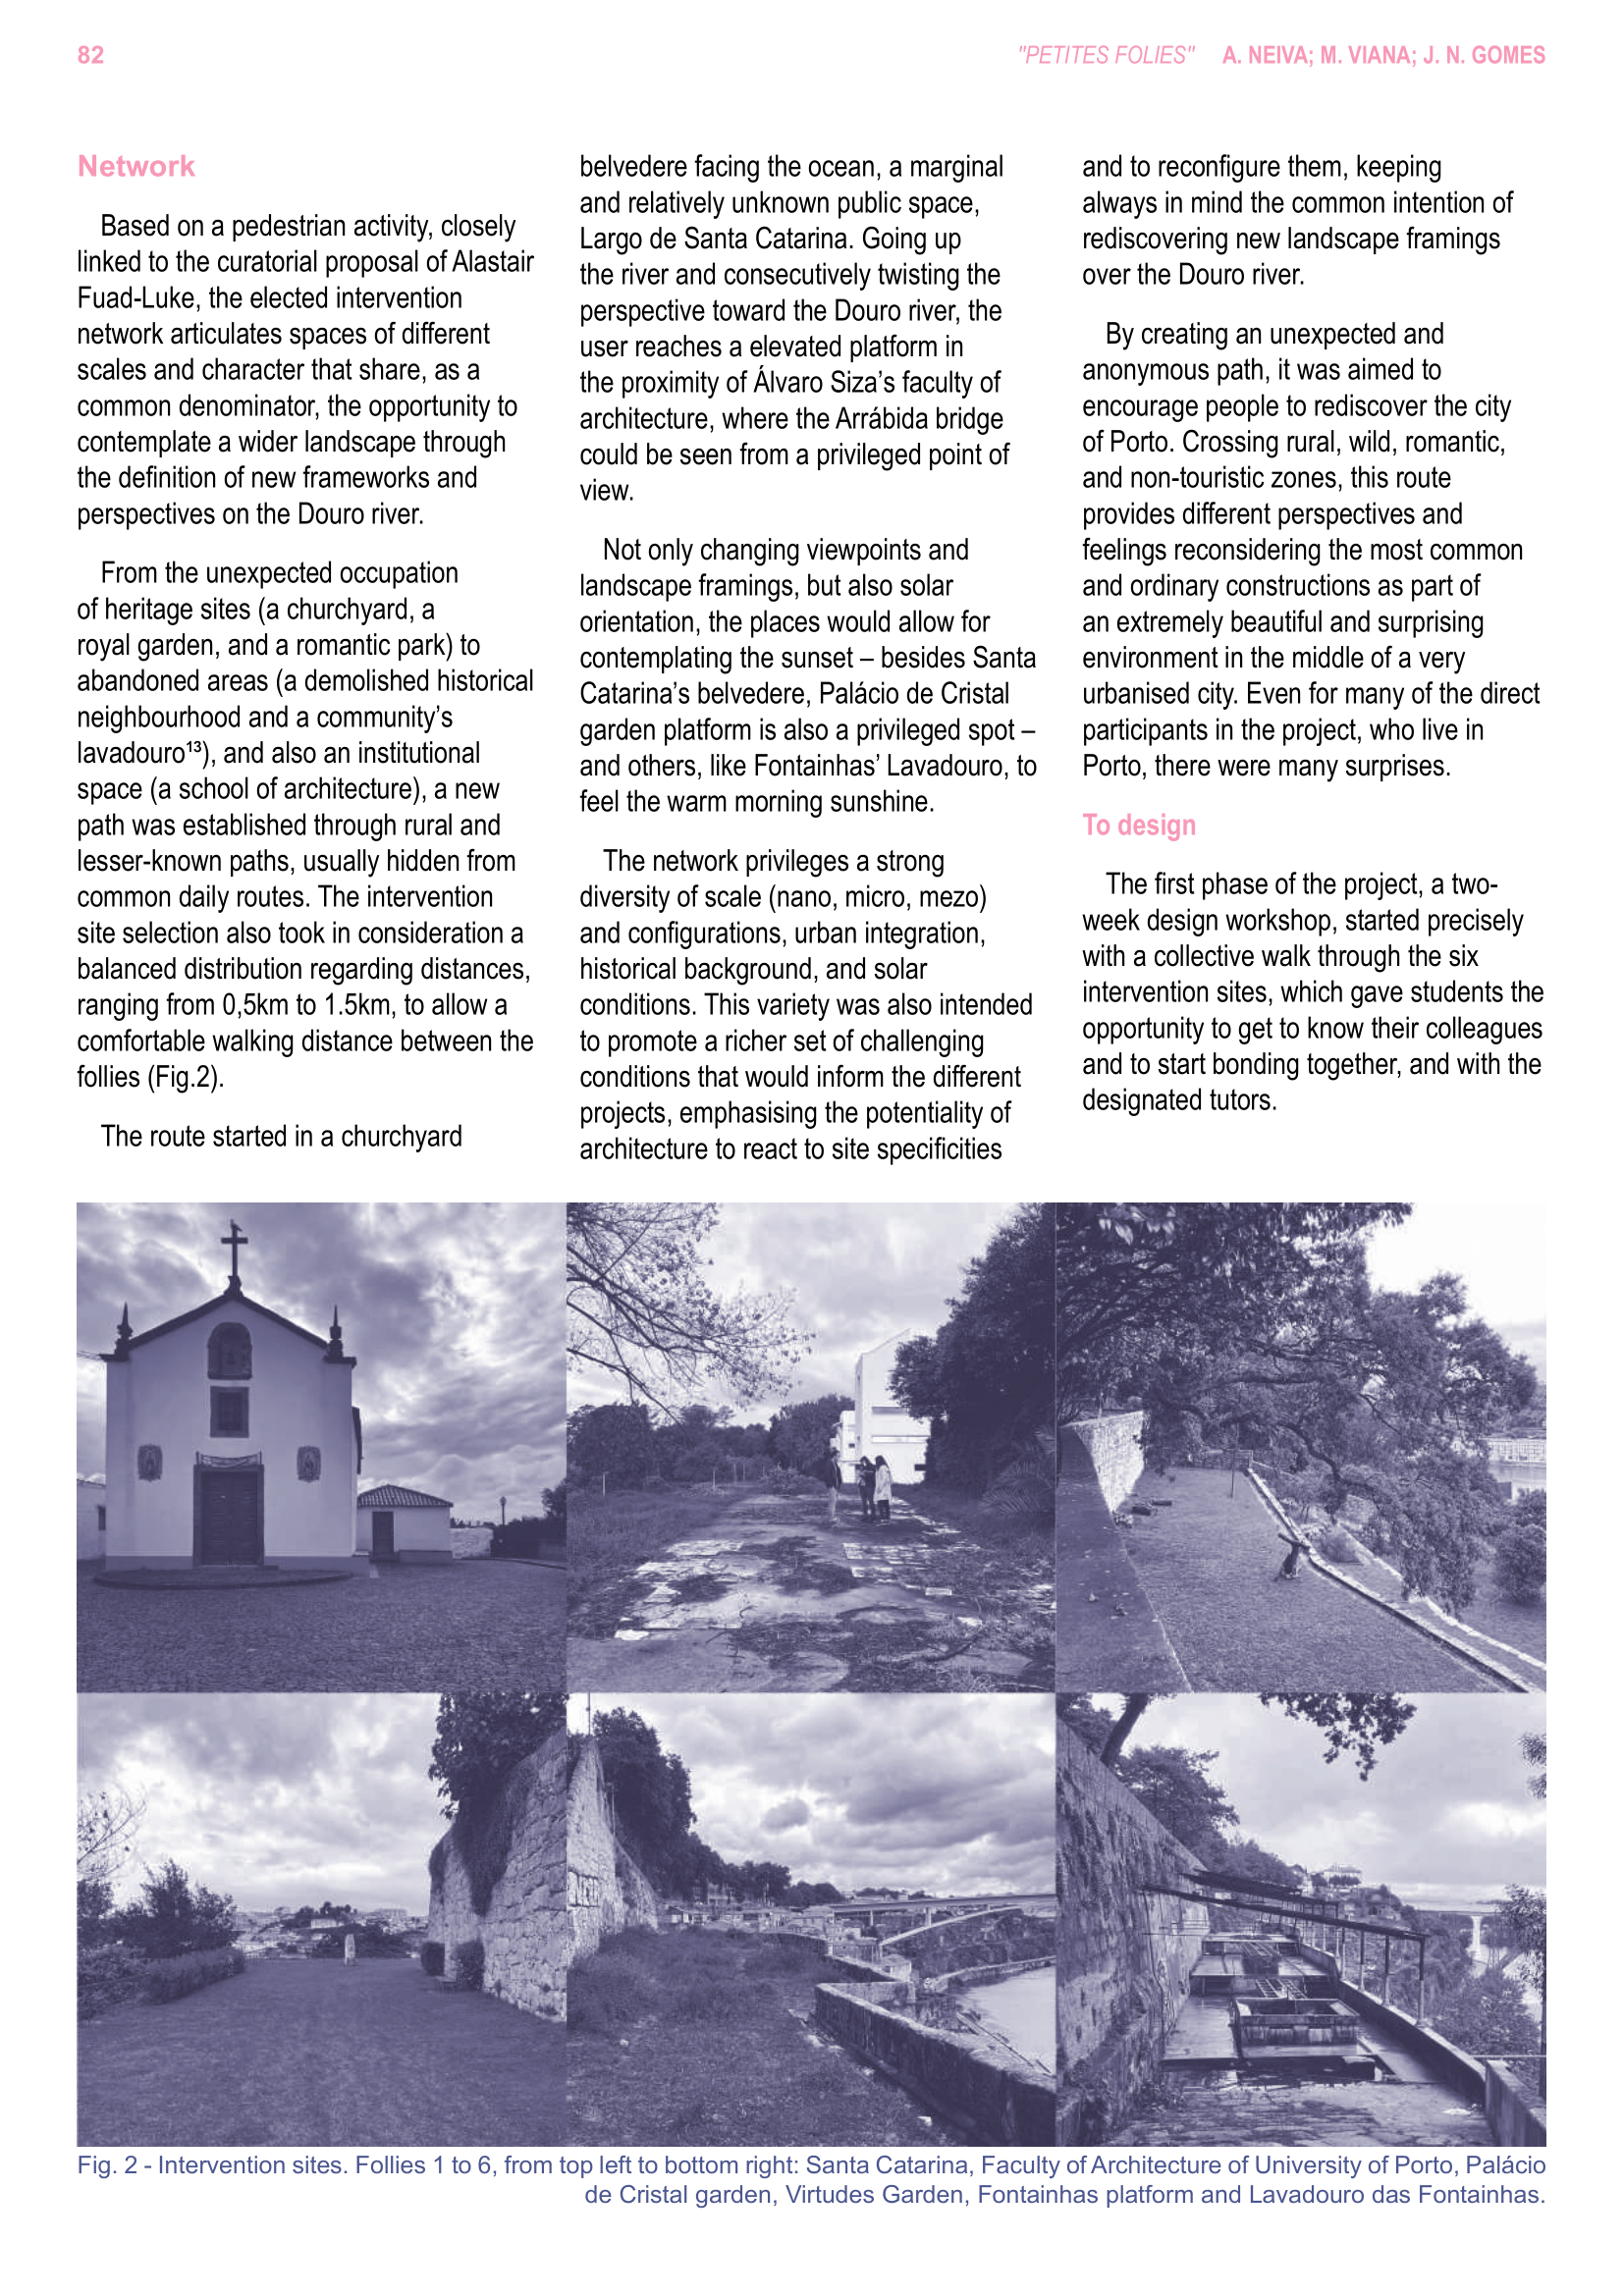 82
"PETITES FOLIES" A. NEIVA; M. VIANA; J. N. GOMES
Network
Based on a pedestrian activity, closely
linked to the curatorial proposal of Alastair
Fuad-Luke, the elected intervention
network articulates spaces of different
scales and character that share, as a
common denominator, the opportunity to
contemplate a wider landscape through
the definition of new frameworks and
perspectives on the Douro river.
From the unexpected occupation
of heritage sites (a churchyard, a
royal garden, and a romantic park) to
abandoned areas (a demolished historical
neighbourhood and a community’s
lavadouro¹³), and also an institutional
space (a school of architecture), a new
path was established through rural and
lesser-known paths, usually hidden from
common daily routes. The intervention
site selection also took in consideration a
balanced distribution regarding distances,
ranging from 0,5km to 1.5km, to allow a
comfortable walking distance between the
follies (Fig.2).
The route started in a churchyard
belvedere facing the ocean, a marginal
and relatively unknown public space,
Largo de Santa Catarina. Going up
the river and consecutively twisting the
perspective toward the Douro river, the
user reaches a elevated platform in
the proximity of Álvaro Siza’s faculty of
architecture, where the Arrábida bridge
could be seen from a privileged point of
view.
Not only changing viewpoints and
landscape framings, but also solar
orientation, the places would allow for
contemplating the sunset – besides Santa
Catarina’s belvedere, Palácio de Cristal
garden platform is also a privileged spot –
and others, like Fontainhas’ Lavadouro, to
feel the warm morning sunshine.
The network privileges a strong
diversity of scale (nano, micro, mezo)
and configurations, urban integration,
historical background, and solar
conditions. This variety was also intended
to promote a richer set of challenging
conditions that would inform the different
projects, emphasising the potentiality of
architecture to react to site specificities
and to reconfigure them, keeping
always in mind the common intention of
rediscovering new landscape framings
over the Douro river.
By creating an unexpected and
anonymous path, it was aimed to
encourage people to rediscover the city
of Porto. Crossing rural, wild, romantic,
and non-touristic zones, this route
provides different perspectives and
feelings reconsidering the most common
and ordinary constructions as part of
an extremely beautiful and surprising
environment in the middle of a very
urbanised city. Even for many of the direct
participants in the project, who live in
Porto, there were many surprises.
To design
The first phase of the project, a two-
week design workshop, started precisely
with a collective walk through the six
intervention sites, which gave students the
opportunity to get to know their colleagues
and to start bonding together, and with the
designated tutors.
Fig. 2 - Intervention sites. Follies 1 to 6, from top left to bottom right: Santa Catarina, Faculty of Architecture of University of Porto, Palácio
de Cristal garden, Virtudes Garden, Fontainhas platform and Lavadouro das Fontainhas.